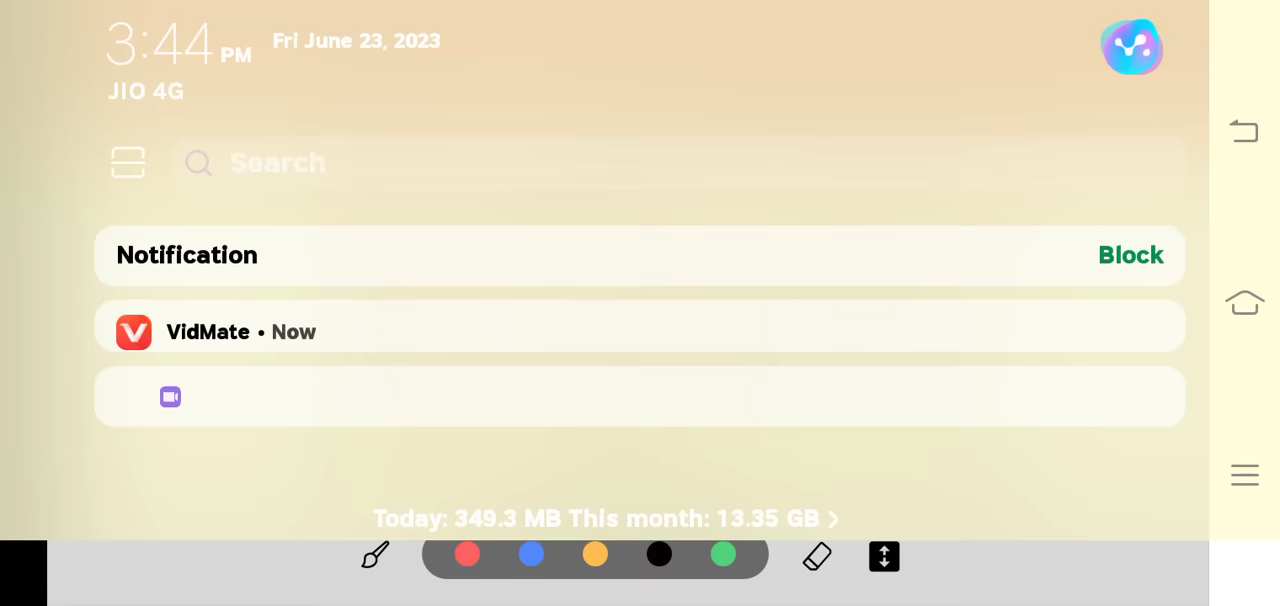 3:44 PM Fri June 23, 2023
JIO 4G
Search
Notification Block
VidMate • Now
Today: 349.3 MB This month: 13.35 GB